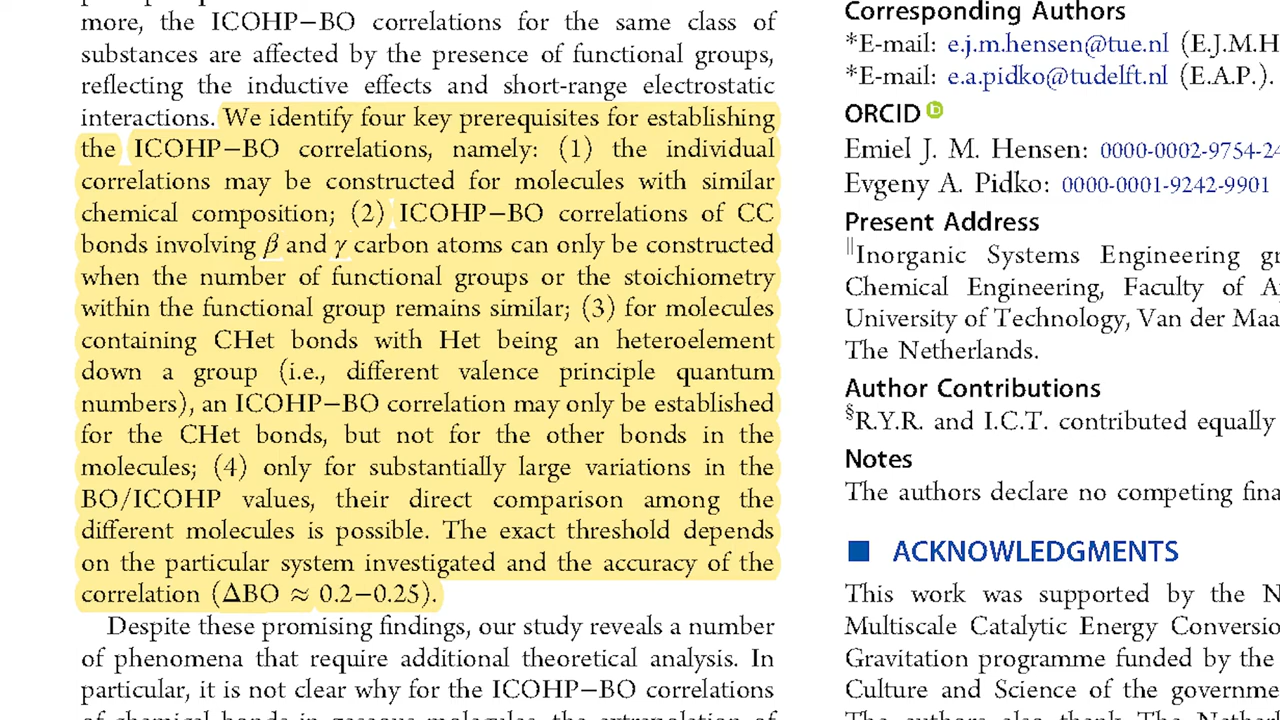 more, the ICOHP−BO correlations for the same class of
substances are affected by the presence of functional groups,
reflecting the inductive effects and short-range electrostatic
interactions. We identify four key prerequisites for establishing
the ICOHP−BO correlations, namely: (1) the individual
correlations may be constructed for molecules with similar
chemical composition; (2) ICOHP−BO correlations of CC
bonds involving β and γ carbon atoms can only be constructed
when the number of functional groups or the stoichiometry
within the functional group remains similar; (3) for molecules
containing CHet bonds with Het being an heteroelement
down a group (i.e., different valence principle quantum
numbers), an ICOHP−BO correlation may only be established
for the CHet bonds, but not for the other bonds in the
molecules; (4) only for substantially large variations in the
BO/ICOHP values, their direct comparison among the
different molecules is possible. The exact threshold depends
on the particular system investigated and the accuracy of the
correlation (ΔBO ≈ 0.2−0.25).
Despite these promising findings, our study reveals a number
of phenomena that require additional theoretical analysis. In
particular, it is not clear why for the ICOHP−BO correlations
Corresponding Authors
*E-mail: e.j.m.hensen@tue.nl (E.J.M.H
*E-mail: e.a.pidko@tudelft.nl (E.A.P.).
ORCID
Emiel J. M. Hensen: 0000-0002-9754-24
Evgeny A. Pidko: 0000-0001-9242-9901
Present Address
∥Inorganic Systems Engineering gr
Chemical Engineering, Faculty of A
University of Technology, Van der Maa
The Netherlands.
Author Contributions
§R.Y.R. and I.C.T. contributed equally
Notes
The authors declare no competing fina
■ ACKNOWLEDGMENTS
This work was supported by the N
Multiscale Catalytic Energy Conversio
Gravitation programme funded by the
Culture and Science of the governme